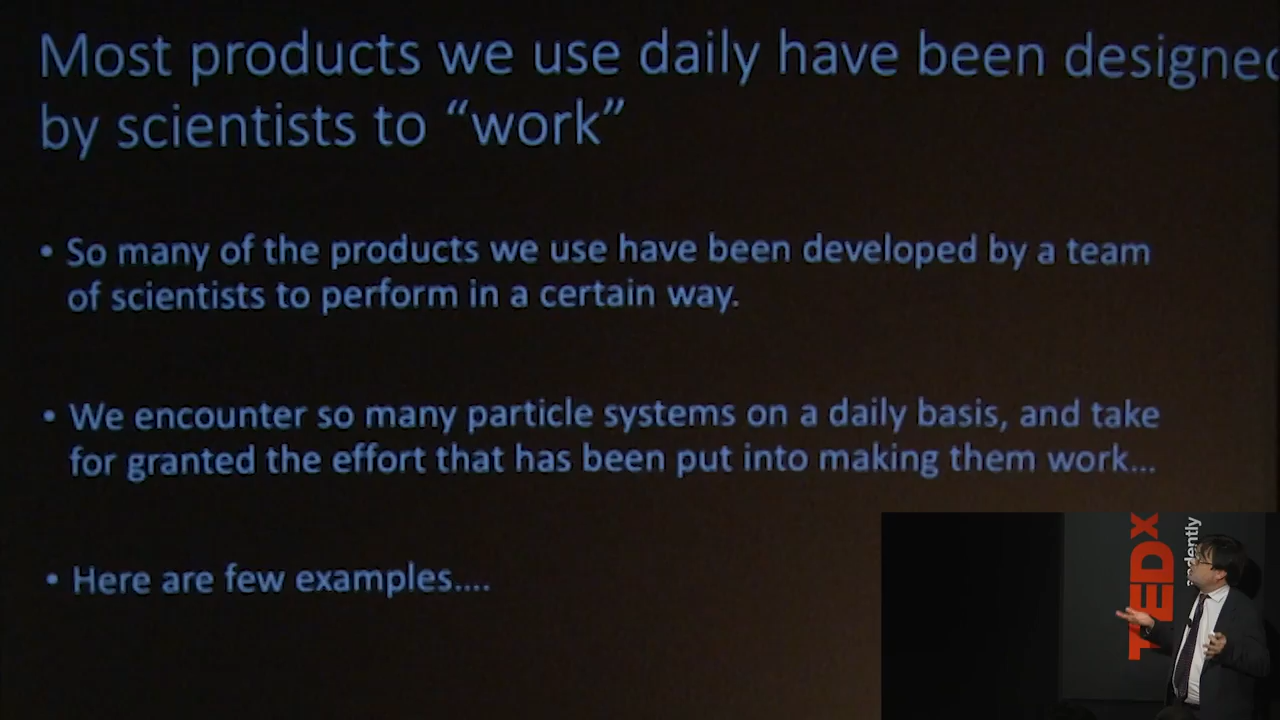 Most products we use daily have been designed
by scientists to “work”
• So many of the products we use have been developed by a team
of scientists to perform in a certain way.
• We encounter so many particle systems on a daily basis, and take
for granted the effort that has been put into making them work...
• Here are few examples....
TEDx